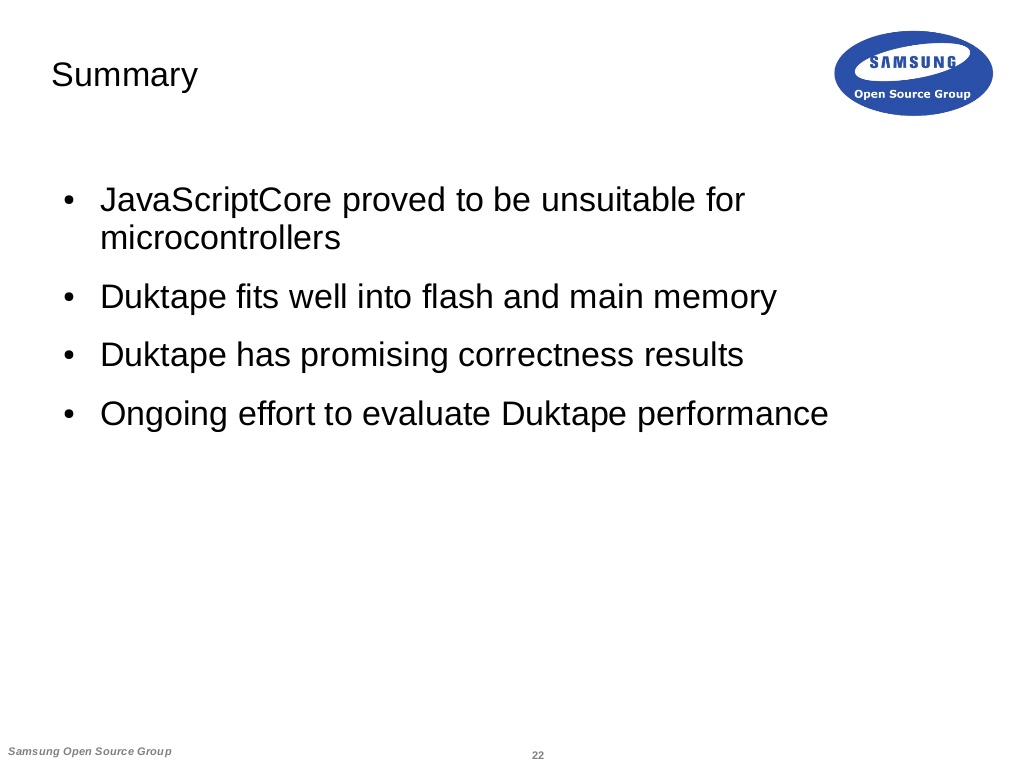 Summary
SAMSUNG
Open Source Group
• JavaScriptCore proved to be unsuitable for
microcontrollers
• Duktape fits well into flash and main memory
• Duktape has promising correctness results
• Ongoing effort to evaluate Duktape performance
Samsung Open Source Group
22